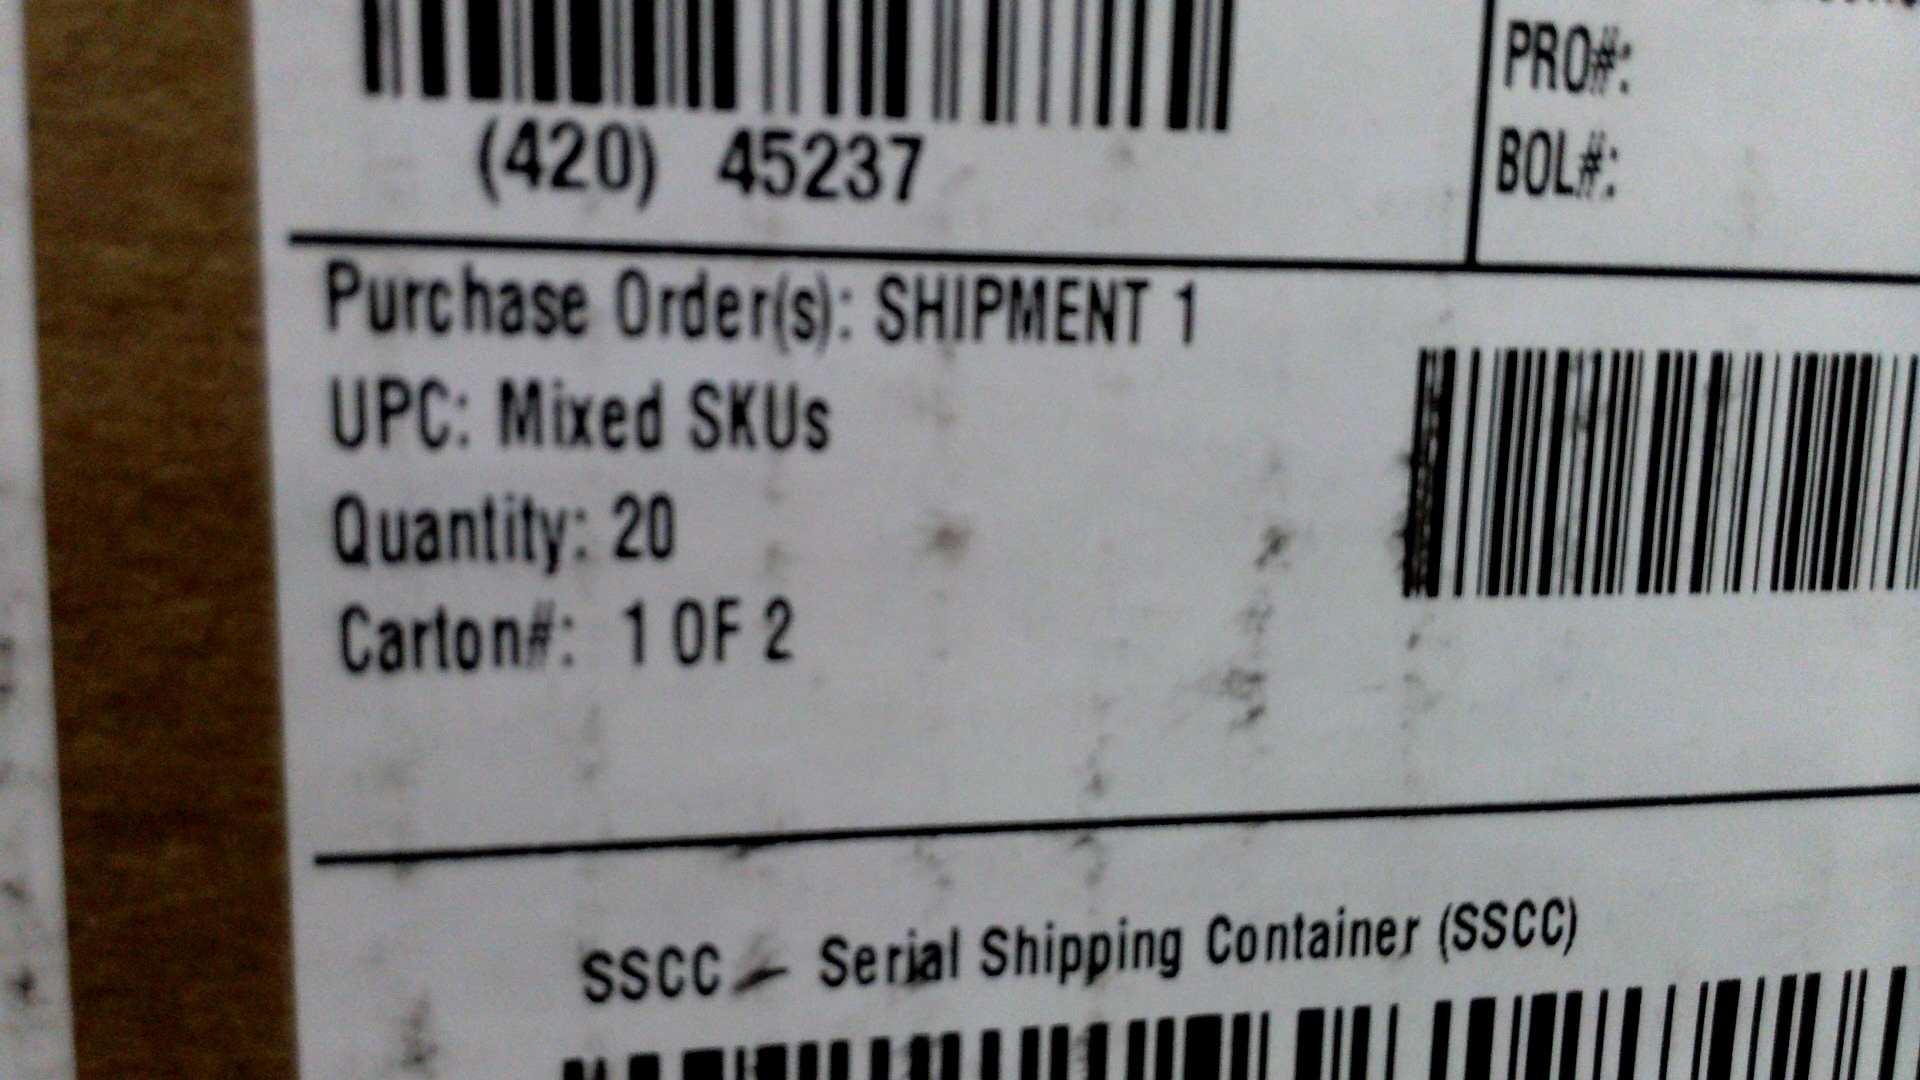 PRO#:
BOL#:
(420) 45237
Purchase Order(s): SHIPMENT 1
UPC: Mixed SKUs
Quantity: 20
Carton#: 1 OF 2
SSCC – Serial Shipping Container (SSCC)